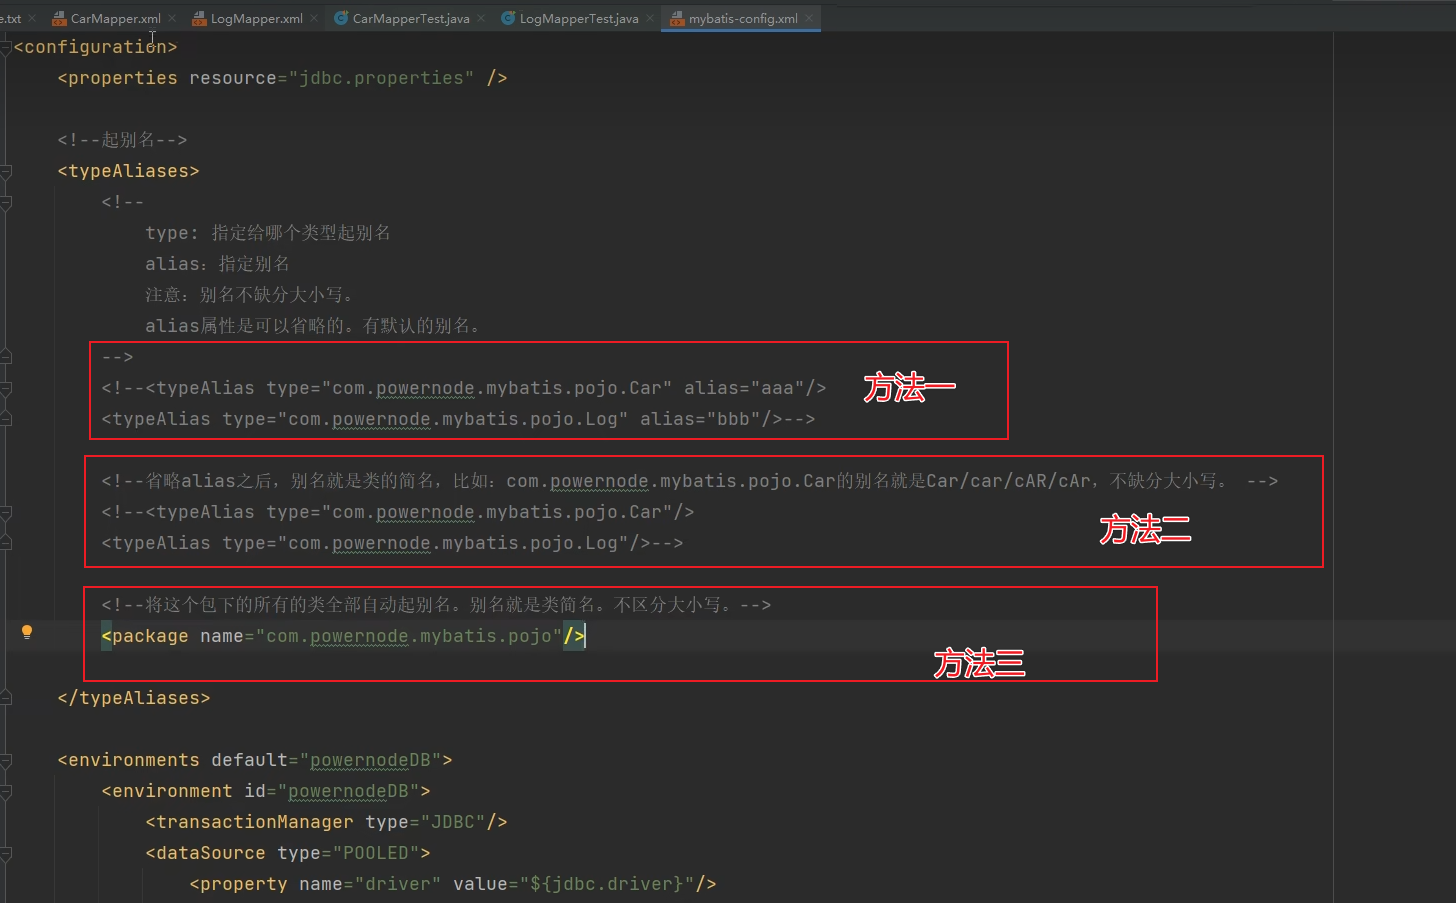 e.txt CarMapper.xml LogMapper.xml CarMapperTest.java LogMapperTest.java mybatis-config.xml
<configuration>
<properties resource="jdbc.properties" />
<!--起别名-->
<typeAliases>
<!--
type: 指定给哪个类型起别名
alias：指定别名
注意：别名不缺分大小写。
alias属性是可以省略的。有默认的别名。
-->
<!--<typeAlias type="com.powernode.mybatis.pojo.Car" alias="aaa"/>
方法一
<typeAlias type="com.powernode.mybatis.pojo.Log" alias="bbb"/>-->
<!--省略alias之后，别名就是类的简名，比如：com.powernode.mybatis.pojo.Car的别名就是Car/car/cAR/cAr，不缺分大小写。 -->
<!--<typeAlias type="com.powernode.mybatis.pojo.Car"/>
方法二
<typeAlias type="com.powernode.mybatis.pojo.Log"/>-->
<!--将这个包下的所有的类全部自动起别名。别名就是类简名。不区分大小写。-->
<package name="com.powernode.mybatis.pojo"/>
方法三
</typeAliases>
<environments default="powernodeDB">
<environment id="powernodeDB">
<transactionManager type="JDBC"/>
<dataSource type="POOLED">
<property name="driver" value="${jdbc.driver}"/>